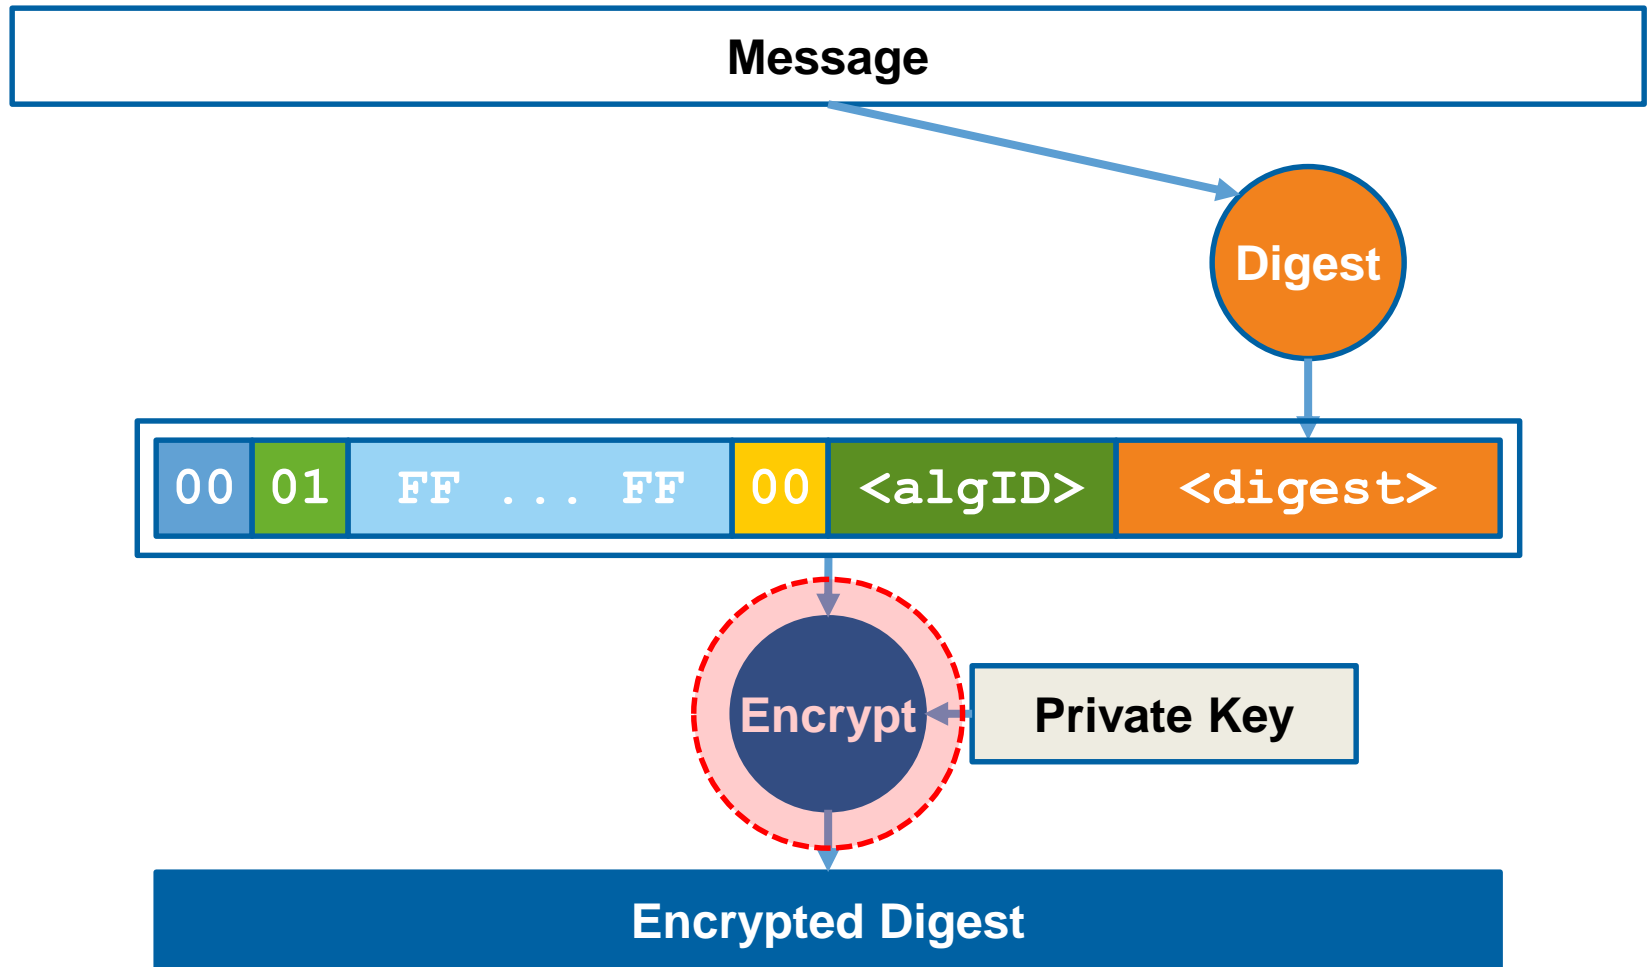 Message
Digest
00 01 FF ... FF 00 <algID> <digest>
Encrypt
Private Key
Encrypted Digest